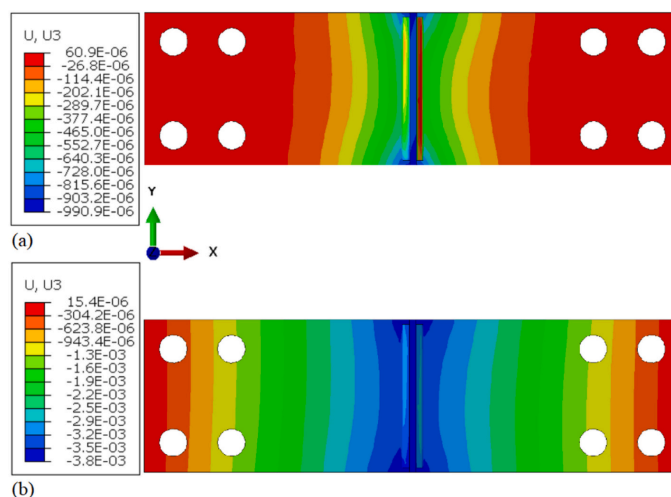 U, U3
60.9E-06
-26.8E-06
-114.4E-06
-202.1E-06
-289.7E-06
-377.4E-06
-465.0E-06
-552.7E-06
-640.3E-06
-728.0E-06
-815.6E-06
-903.2E-06
-990.9E-06
(a)
Y
X
U, U3
15.4E-06
-304.2E-06
-623.8E-06
-943.4E-06
-1.3E-03
-1.6E-03
-1.9E-03
-2.2E-03
-2.5E-03
-2.9E-03
-3.2E-03
-3.5E-03
-3.8E-03
(b)